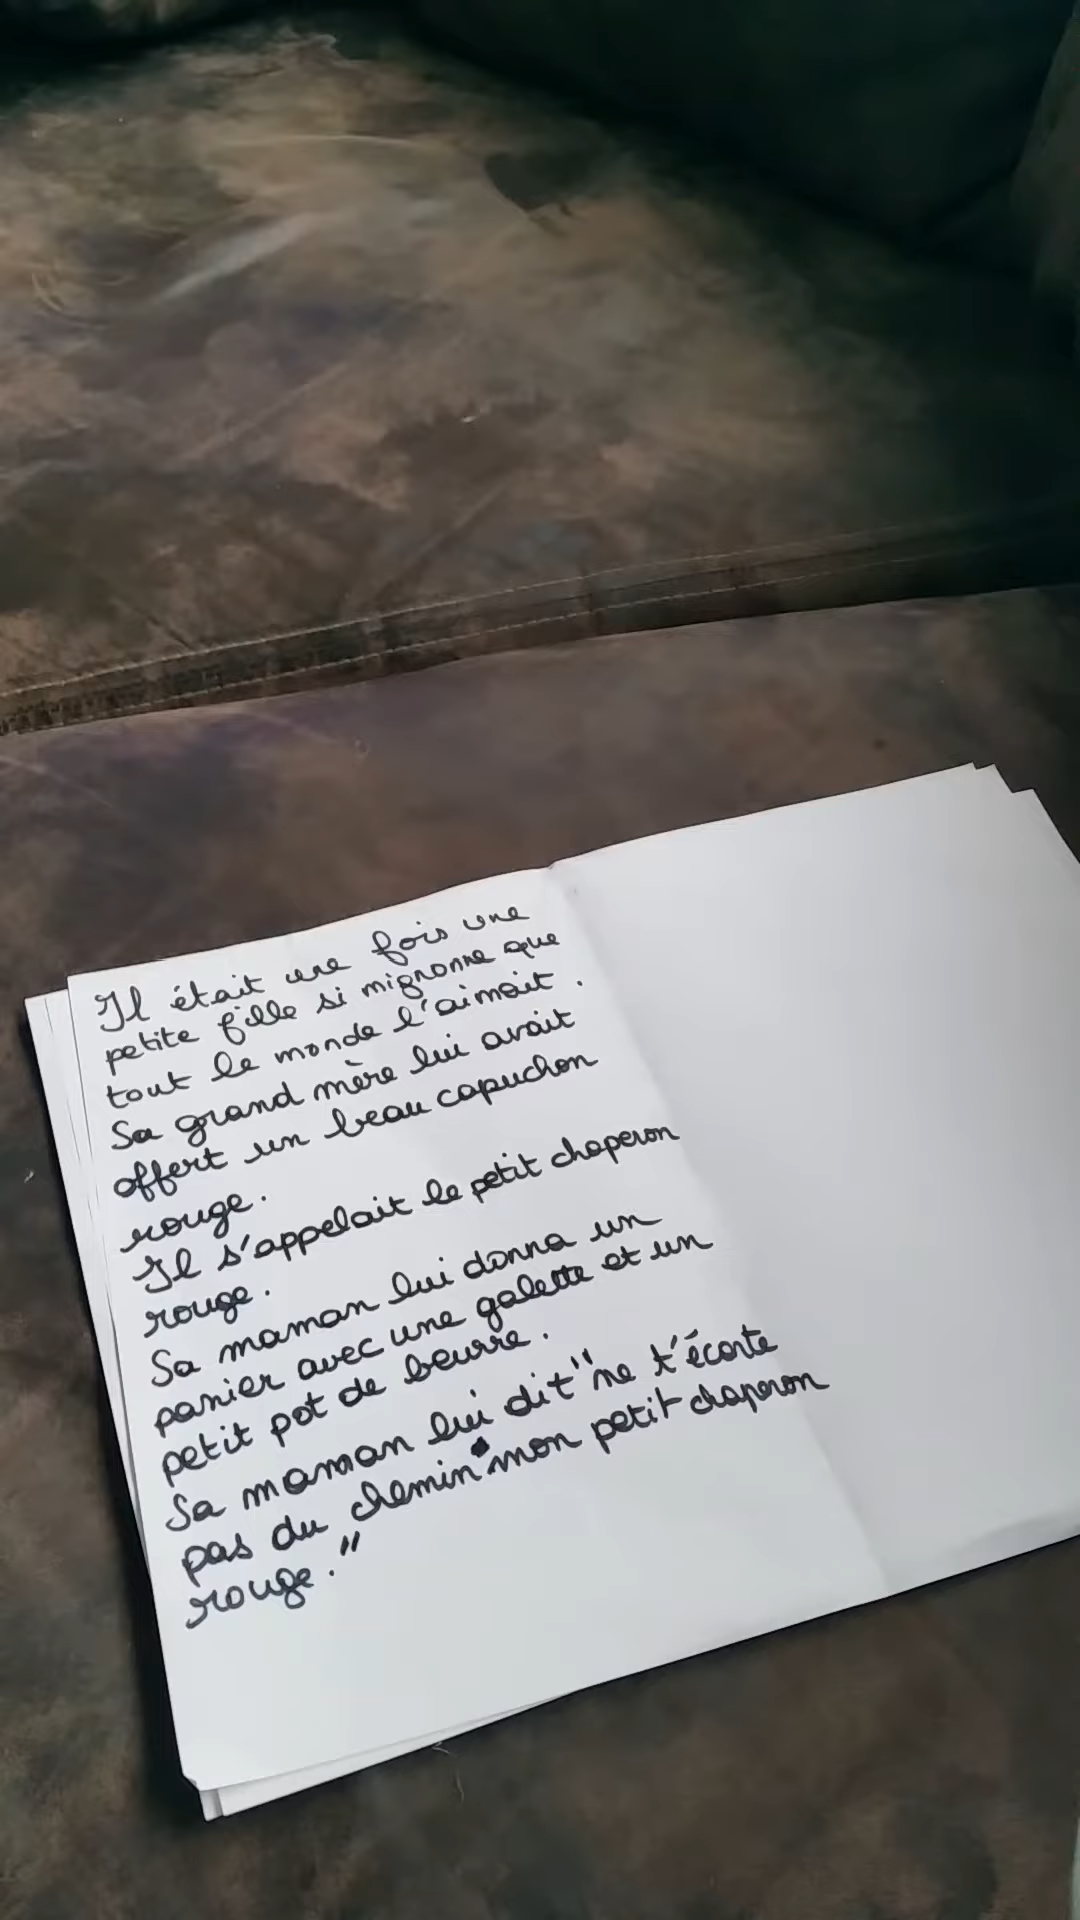 Il était une fois une
petite fille si mignonne que
tout le monde l'aimait.
Sa grand mère lui avait
offert un beau capuchon
rouge.
Il s'appelait le petit chaperon
rouge.
Sa maman lui donna un
panier avec une galette et un
petit pot de beurre.
Sa maman lui dit "ne t'écarte
pas du chemin mon petit chaperon
rouge."